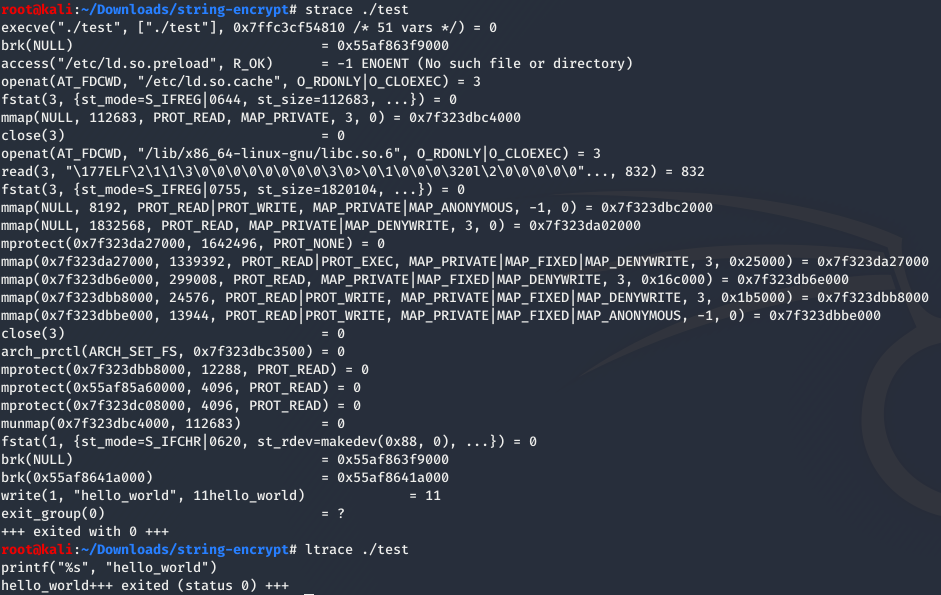 root@kali:~/Downloads/string-encrypt# strace ./test
execve("./test", ["./test"], 0x7ffc3cf54810 /* 51 vars */) = 0
brk(NULL)                               = 0x55af863f9000
access("/etc/ld.so.preload", R_OK)      = -1 ENOENT (No such file or directory)
openat(AT_FDCWD, "/etc/ld.so.cache", O_RDONLY|O_CLOEXEC) = 3
fstat(3, {st_mode=S_IFREG|0644, st_size=112683, ...}) = 0
mmap(NULL, 112683, PROT_READ, MAP_PRIVATE, 3, 0) = 0x7f323dbc4000
close(3)                                = 0
openat(AT_FDCWD, "/lib/x86_64-linux-gnu/libc.so.6", O_RDONLY|O_CLOEXEC) = 3
read(3, "\177ELF\2\1\1\3\0\0\0\0\0\0\0\0\3\0>\0\1\0\0\0\320l\2\0\0\0\0\0"..., 832) = 832
fstat(3, {st_mode=S_IFREG|0755, st_size=1820104, ...}) = 0
mmap(NULL, 8192, PROT_READ|PROT_WRITE, MAP_PRIVATE|MAP_ANONYMOUS, -1, 0) = 0x7f323dbc2000
mmap(NULL, 1832568, PROT_READ, MAP_PRIVATE|MAP_DENYWRITE, 3, 0) = 0x7f323da02000
mprotect(0x7f323da27000, 1642496, PROT_NONE) = 0
mmap(0x7f323da27000, 1339392, PROT_READ|PROT_EXEC, MAP_PRIVATE|MAP_FIXED|MAP_DENYWRITE, 3, 0x25000) = 0x7f323da27000
mmap(0x7f323db6e000, 299008, PROT_READ, MAP_PRIVATE|MAP_FIXED|MAP_DENYWRITE, 3, 0x16c000) = 0x7f323db6e000
mmap(0x7f323dbb8000, 24576, PROT_READ|PROT_WRITE, MAP_PRIVATE|MAP_FIXED|MAP_DENYWRITE, 3, 0x1b5000) = 0x7f323dbb8000
mmap(0x7f323dbbe000, 13944, PROT_READ|PROT_WRITE, MAP_PRIVATE|MAP_FIXED|MAP_ANONYMOUS, -1, 0) = 0x7f323dbbe000
close(3)                                = 0
arch_prctl(ARCH_SET_FS, 0x7f323dbc3500) = 0
mprotect(0x7f323dbb8000, 12288, PROT_READ) = 0
mprotect(0x55af85a60000, 4096, PROT_READ) = 0
mprotect(0x7f323dc08000, 4096, PROT_READ) = 0
munmap(0x7f323dbc4000, 112683)          = 0
fstat(1, {st_mode=S_IFCHR|0620, st_rdev=makedev(0x88, 0), ...}) = 0
brk(NULL)                               = 0x55af863f9000
brk(0x55af8641a000)                     = 0x55af8641a000
write(1, "hello_world", 11hello_world)             = 11
exit_group(0)                           = ?
+++ exited with 0 +++
root@kali:~/Downloads/string-encrypt# ltrace ./test
printf("%s", "hello_world")
hello_world+++ exited (status 0) +++